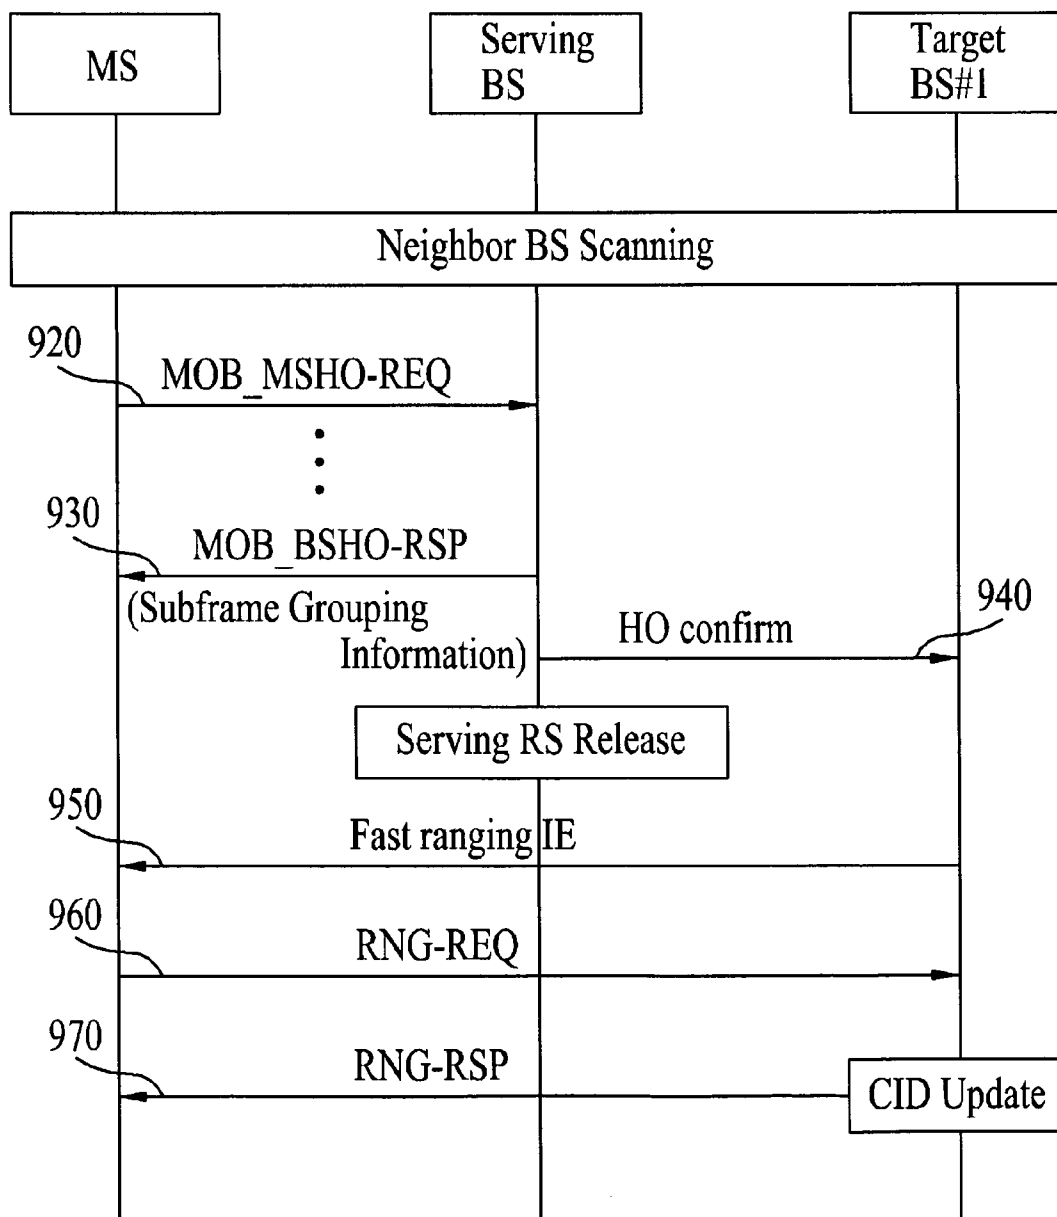 MS
Serving
BS
Target
BS#1
Neighbor BS Scanning
920
MOB_MSHO-REQ
930
MOB_BSHO-RSP
(Subframe Grouping
Information)
HO confirm
940
Serving RS Release
950
Fast ranging IE
960
RNG-REQ
970
RNG-RSP
CID Update